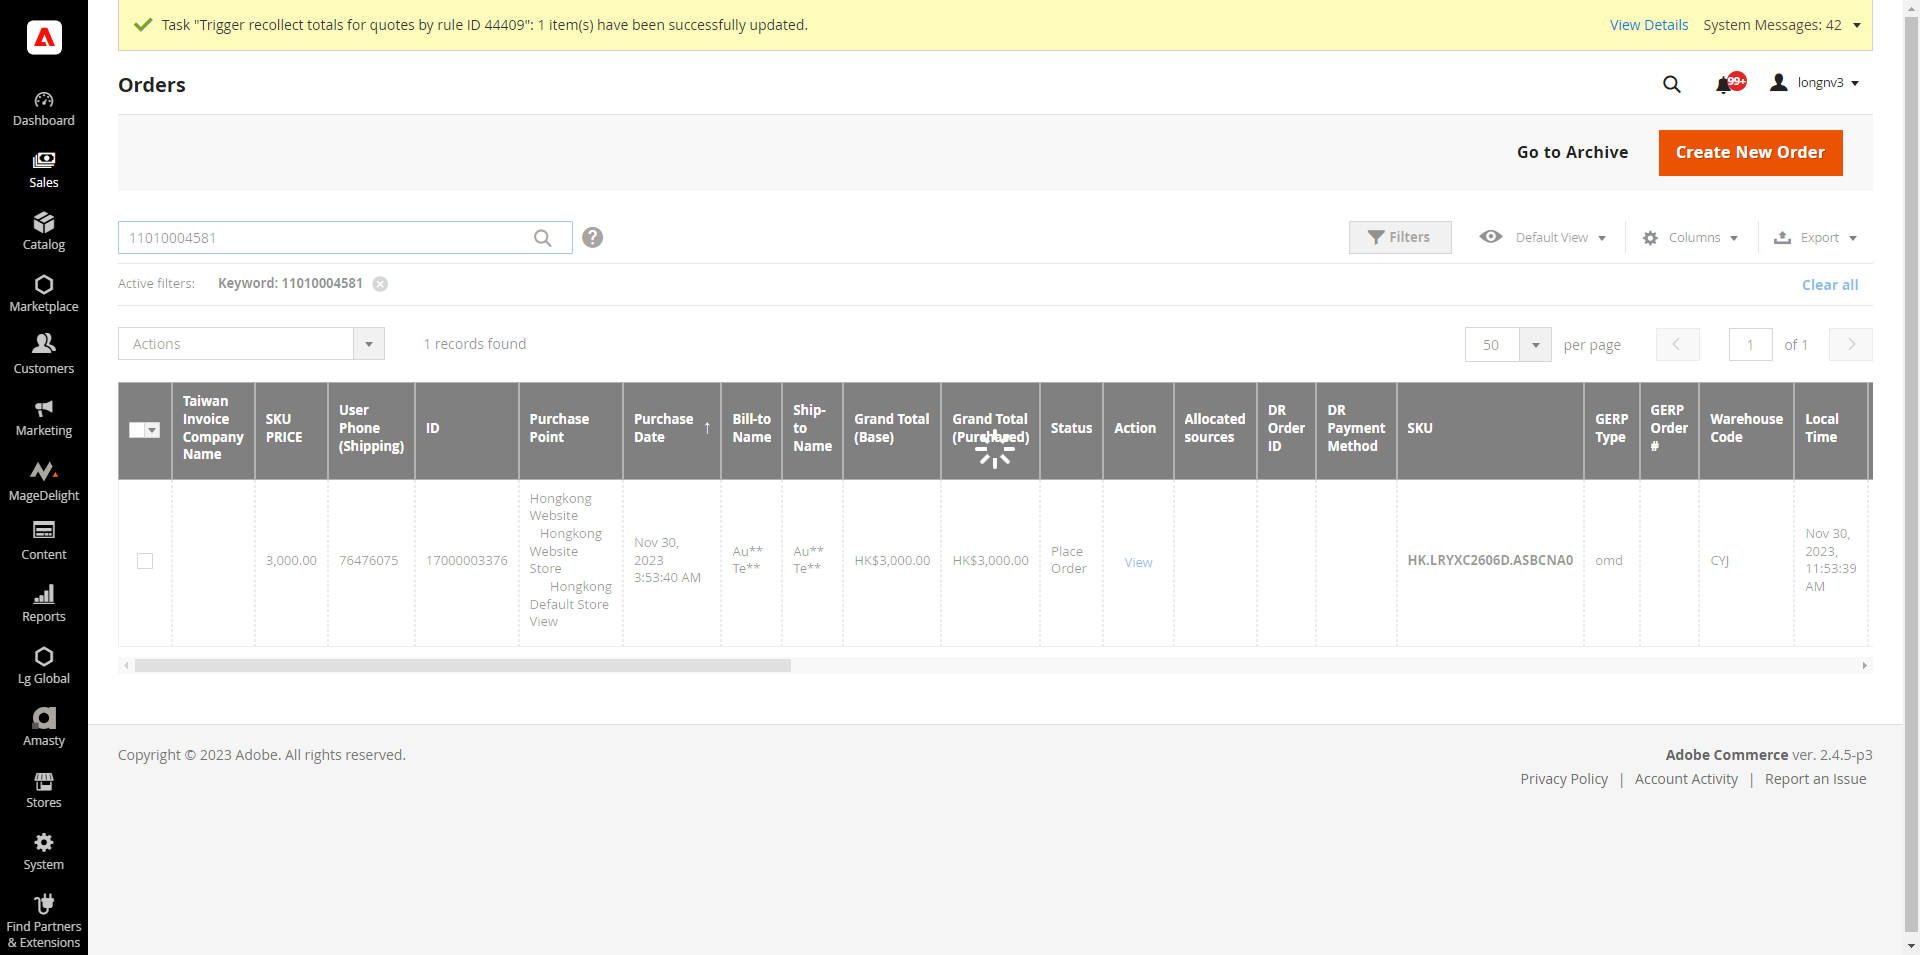 Task "Trigger recollect totals for quotes by rule ID 44409": 1 item(s) have been successfully updated.
View Details
System Messages: 42
Orders
99+
longnv3
Go to Archive
Create New Order
11010004581
?
Filters
Default View
Columns
Export
Active filters:
Keyword: 11010004581
Clear all
Actions
1 records found
50
per page
1
of 1
Taiwan
Invoice
Company
Name
SKU
PRICE
User
Phone
(Shipping)
ID
Purchase
Point
Purchase
Date
↑
Bill-to
Name
Ship-
to
Name
Grand Total
(Base)
Grand Total
(Purchased)
Status
Action
Allocated
sources
DR
Order
ID
DR
Payment
Method
SKU
GERP
Type
GERP
Order
#
Warehouse
Code
Local
Time
3,000.00
76476075
17000003376
Hongkong
Website
Hongkong
Website
Store
Hongkong
Default Store
View
Nov 30,
2023
3:53:40 AM
Au**
Te**
Au**
Te**
HK$3,000.00
HK$3,000.00
Place
Order
View
HK.LRYXC2606D.ASBCNA0
omd
CYJ
Nov 30,
2023,
11:53:39
AM
Dashboard
Sales
Catalog
Marketplace
Customers
Marketing
MageDelight
Content
Reports
Lg Global
Amasty
Stores
System
Find Partners
& Extensions
Copyright © 2023 Adobe. All rights reserved.
Adobe Commerce ver. 2.4.5-p3
Privacy Policy | Account Activity | Report an Issue